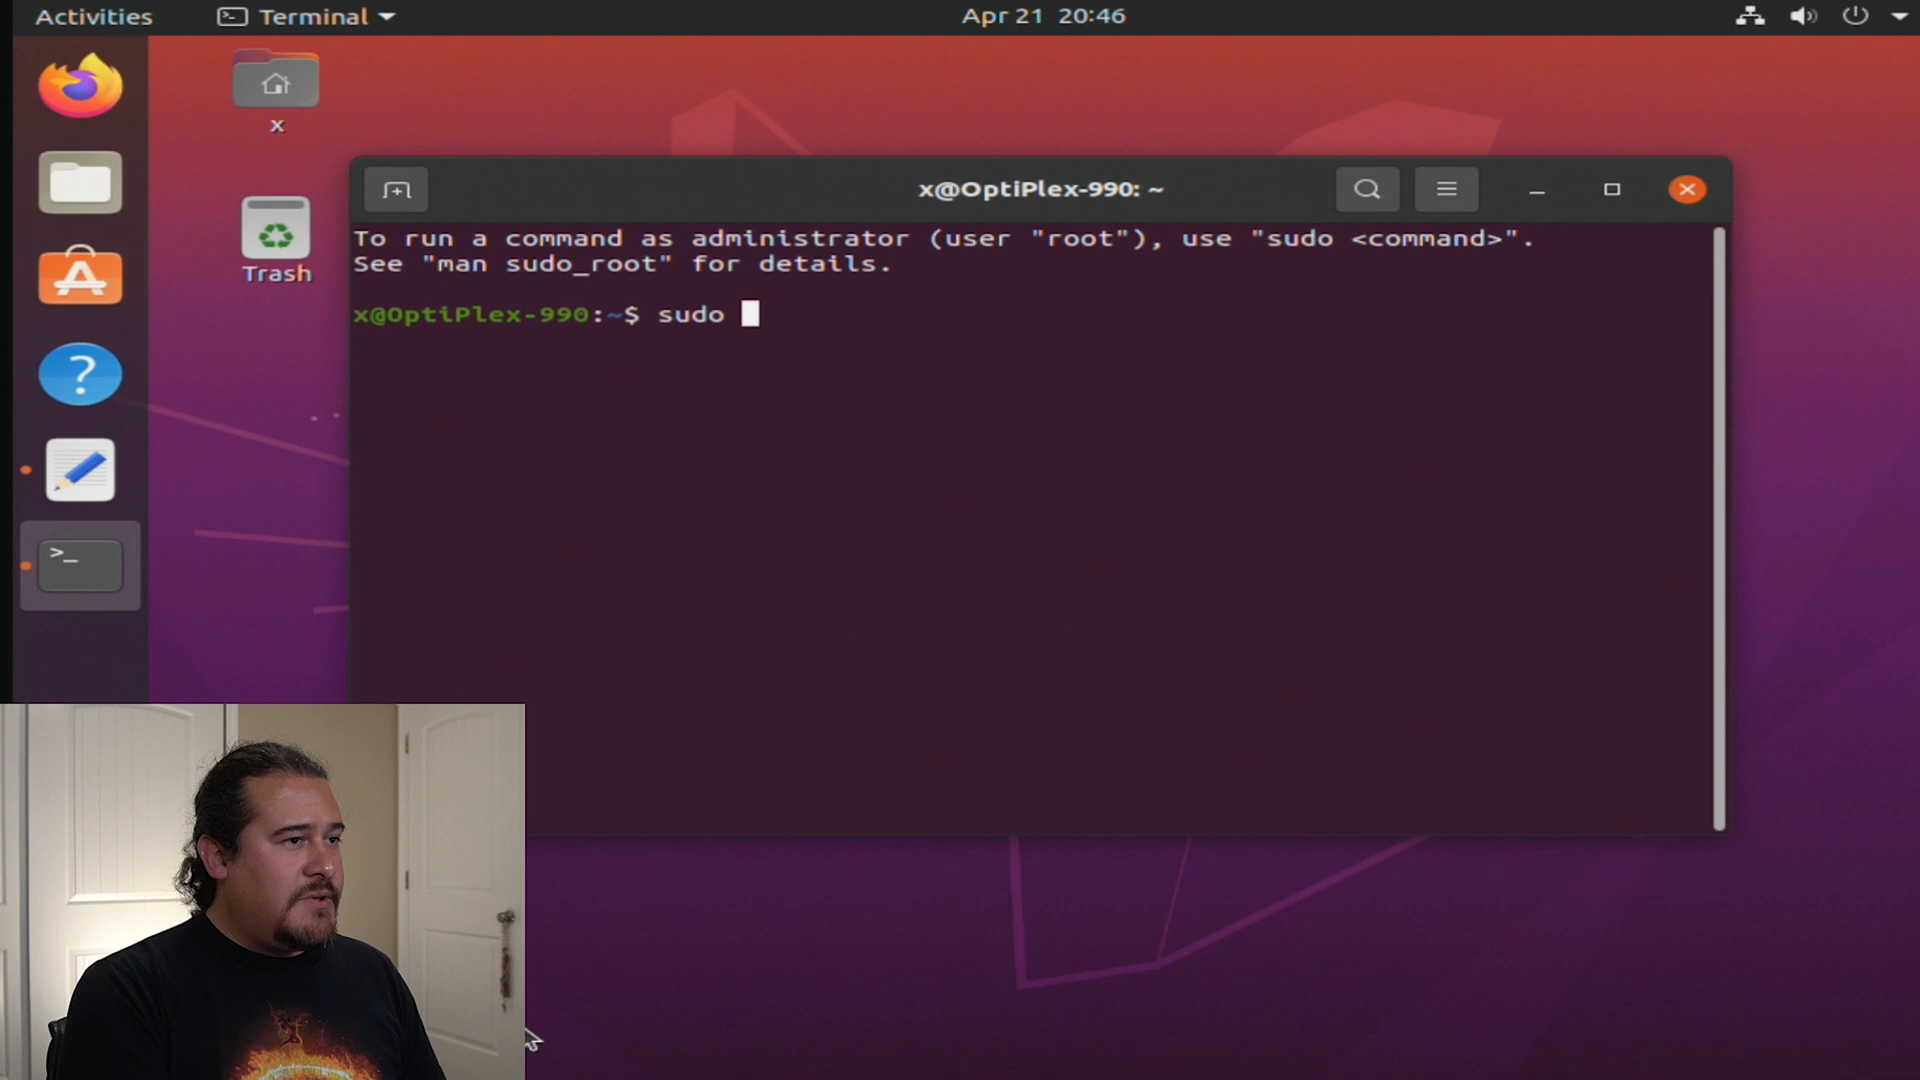 Activities
Terminal
Apr 21 20:46
x
Trash
x@OptiPlex-990: ~
To run a command as administrator (user "root"), use "sudo <command>".
See "man sudo_root" for details.
x@OptiPlex-990:~$ sudo